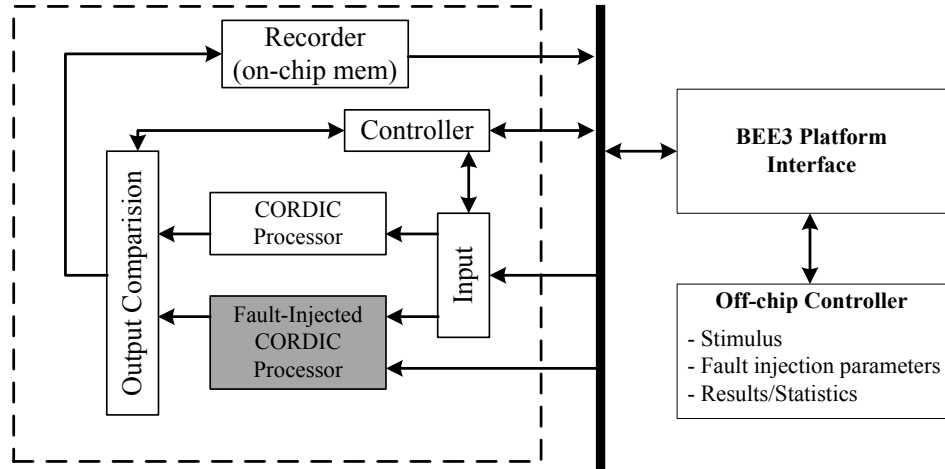 Recorder
(on-chip mem)
Controller
Output Comparision
CORDIC
Processor
Input
Fault-Injected
CORDIC
Processor
BEE3 Platform
Interface
Off-chip Controller
- Stimulus
- Fault injection parameters
- Results/Statistics